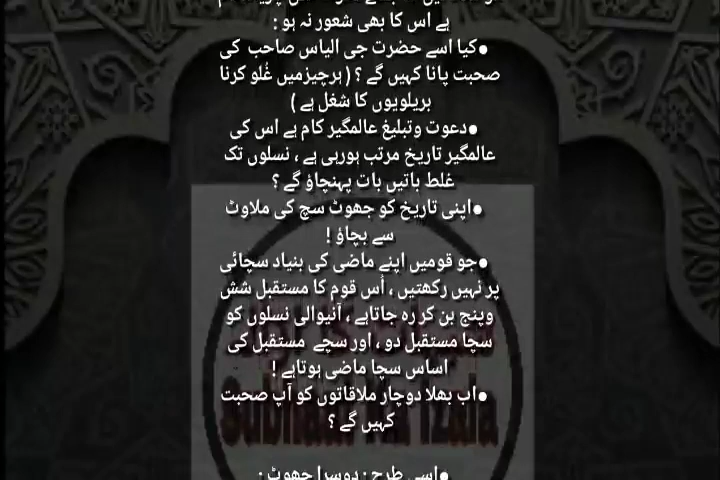 ہے اس کا بھی شعور نہ ہو :
●کیا اسے حضرت جی الیاس صاحب کی
صحبت پانا کہیں گے ؟ ( ہرچیزمیں غُلو کرنا
بریلویوں کا شغل ہے )
●دعوت وتبلیغ عالمگیر کام ہے اس کی
عالمگیر تاریخ مرتب ہورہی ہے ، نسلوں تک
غلط باتیں بات پہنچاؤ گے ؟
●اپنی تاریخ کو جھوٹ سچ کی ملاوٹ
سے بچاؤ !
●جو قومیں اپنے ماضی کی بنیاد سچائی
پر نہیں رکھتیں ، اُس قوم کا مستقبل شش
وپنج بن کر رہ جاتاہے ، آنیوالی نسلوں کو
سچا مستقبل دو ، اور سچے مستقبل کی
اساس سچا ماضی ہوتاہے !
●اب بھلا دوچار ملاقاتوں کو آپ صحبت
کہیں گے ؟
●اسی طرح : دوسرا جھوٹ :